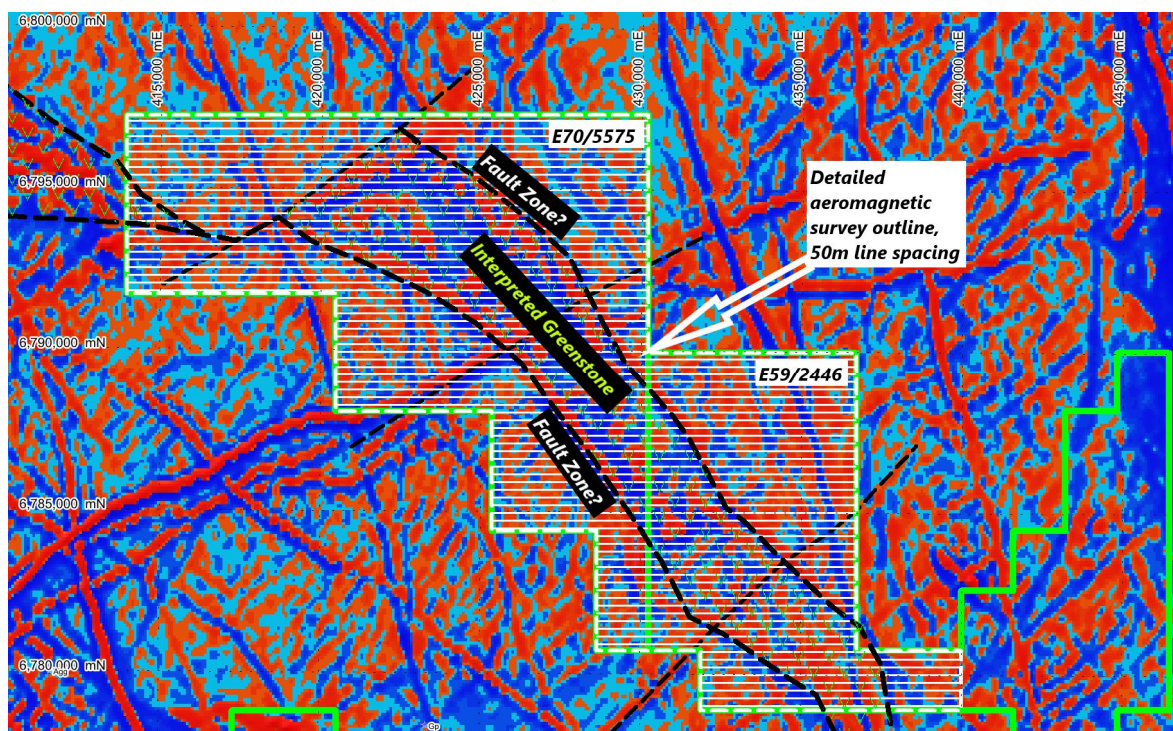 6,800,000 mN
415,000 mE
420,000 mE
425,000 mE
430,000 mE
435,000 mE
440,000 mE
445,000 mE
E70/5575
Fault Zone?
6,795,000 mN
Detailed
aeromagnetic
survey outline,
50m line spacing
Interpreted Greenstone
6,790,000 mN
E59/2446
Fault Zone?
6,785,000 mN
6,780,000 mN
Agg
Gp